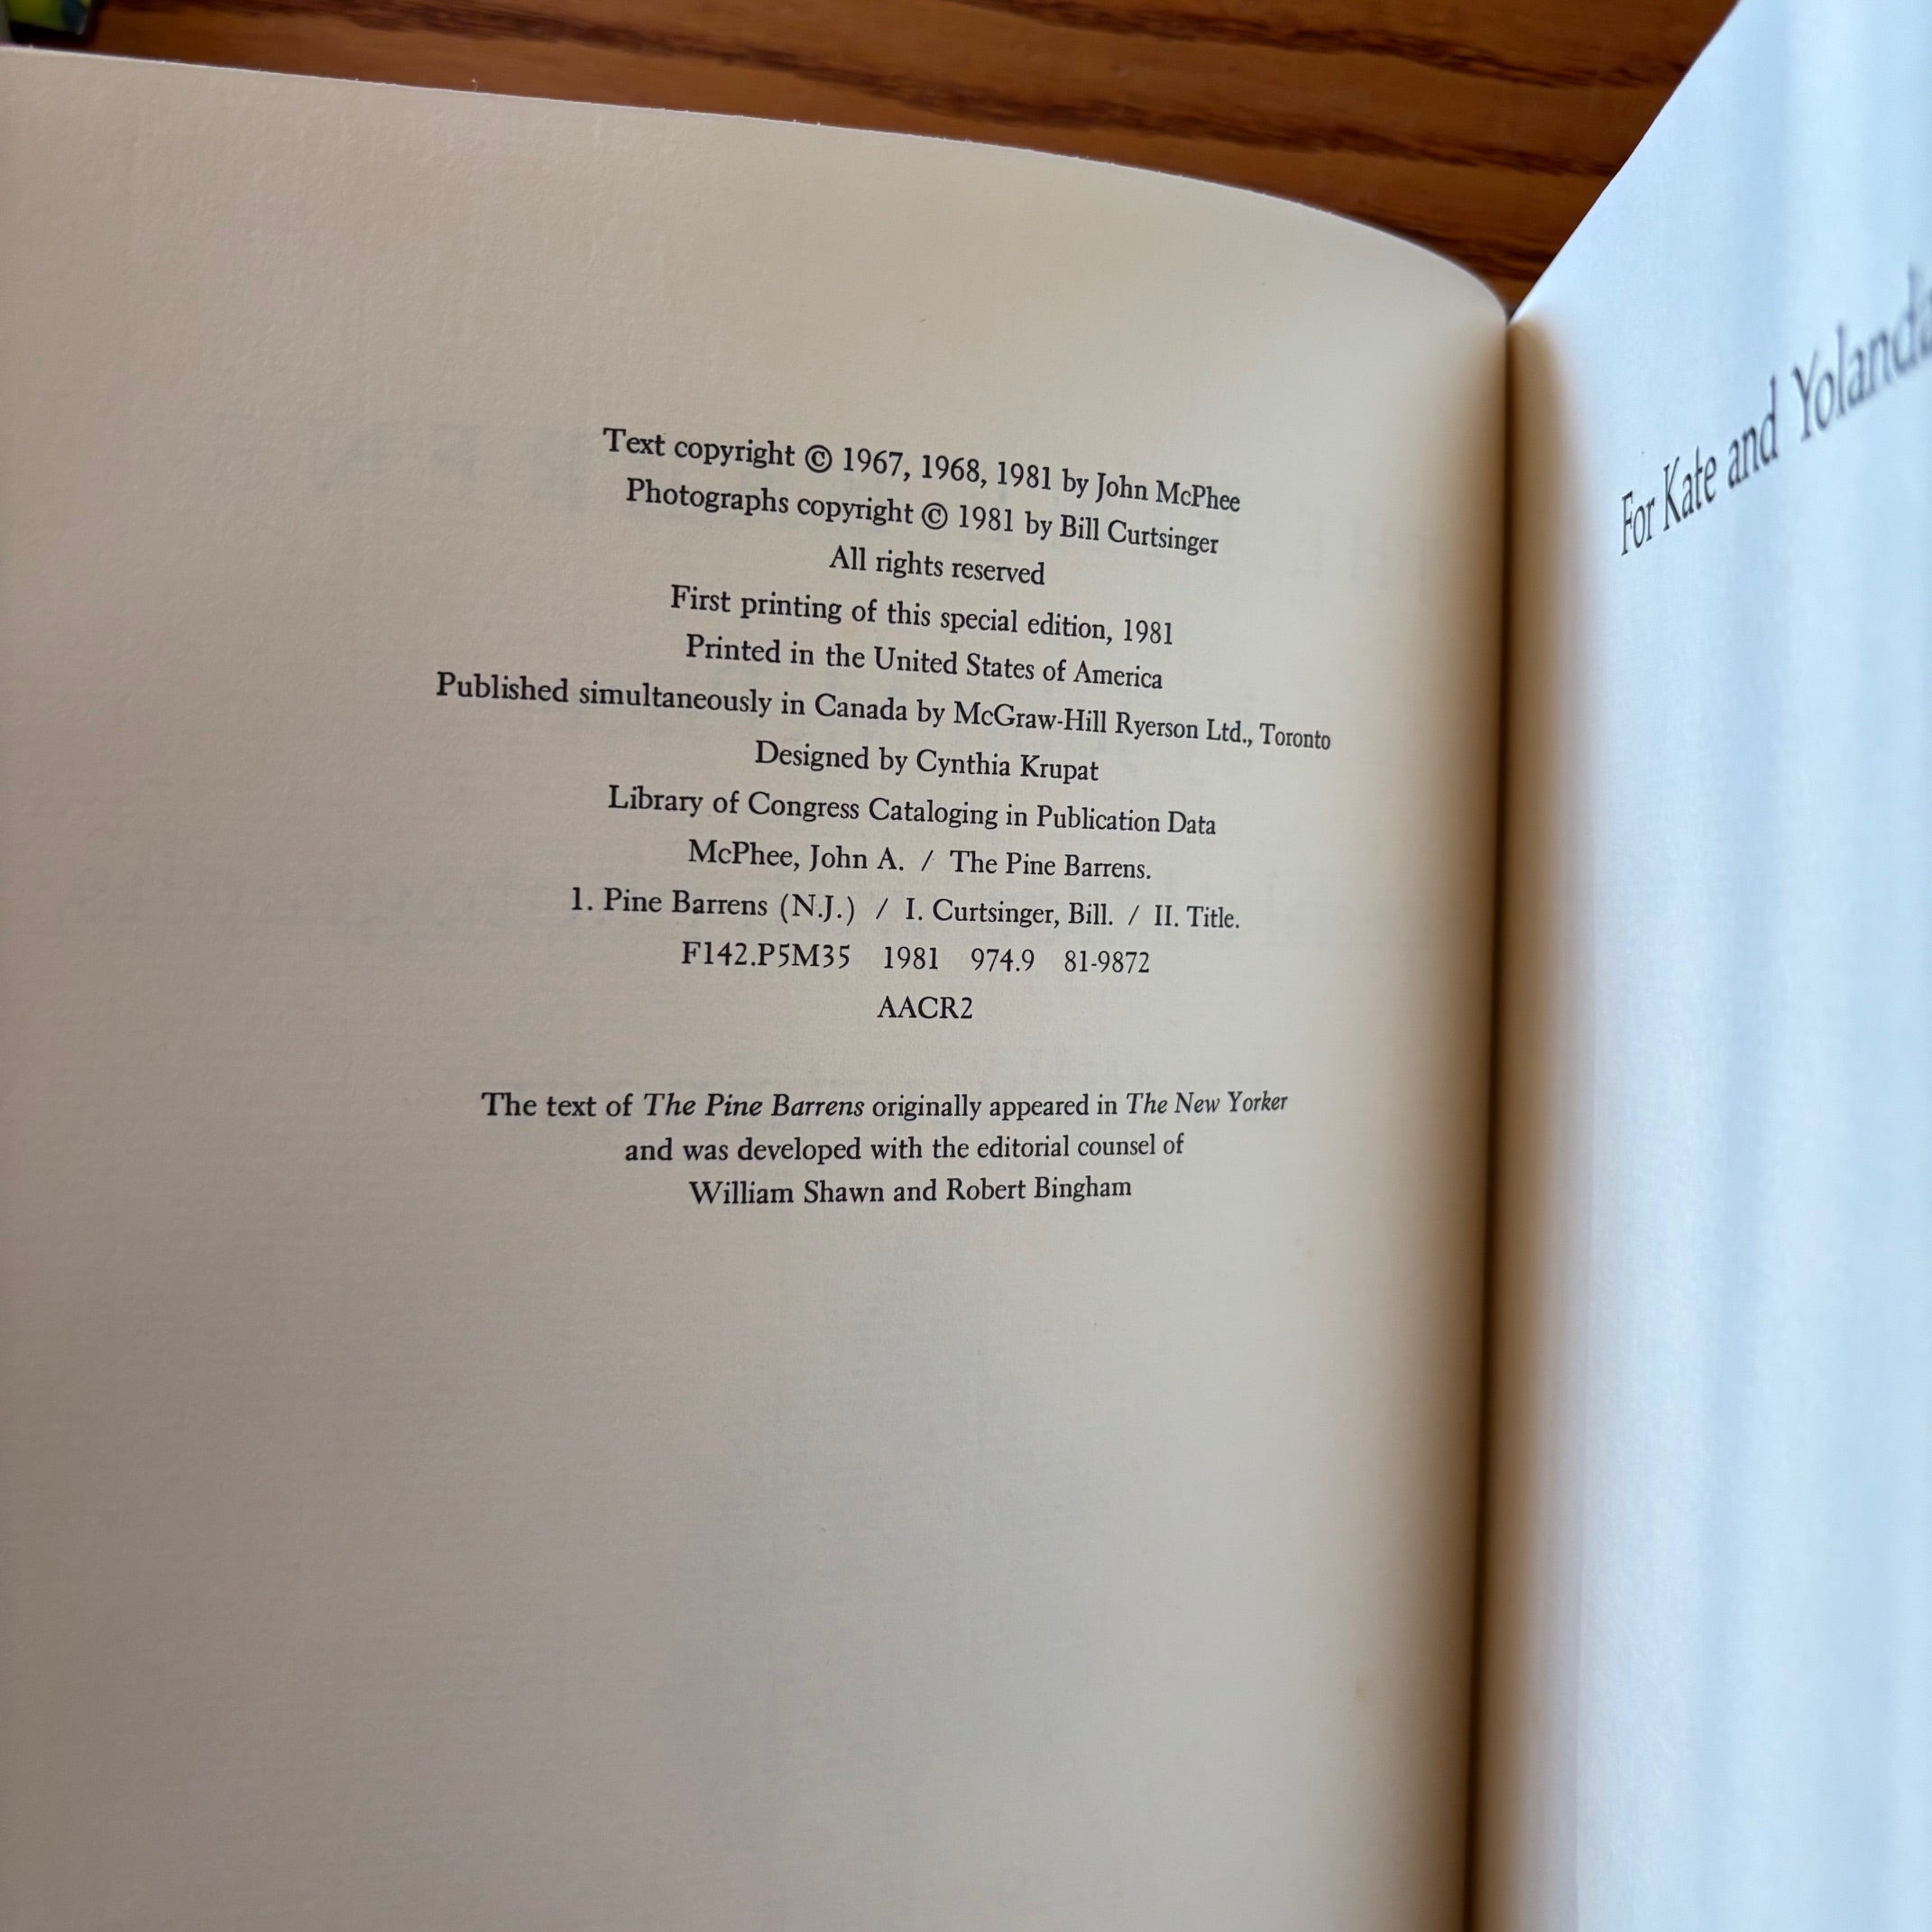 Text copyright © 1967, 1968, 1981 by John McPhee
Photographs copyright © 1981 by Bill Curtsinger
All rights reserved
First printing of this special edition, 1981
Printed in the United States of America
Published simultaneously in Canada by McGraw-Hill Ryerson Ltd., Toronto
Designed by Cynthia Krupat
Library of Congress Cataloging in Publication Data
McPhee, John A. / The Pine Barrens.
1. Pine Barrens (N.J.) / I. Curtsinger, Bill. / II. Title.
F142.P5M35 1981 974.9 81-9872
AACR2
The text of The Pine Barrens originally appeared in The New Yorker
and was developed with the editorial counsel of
William Shawn and Robert Bingham
For Kate and Yolanda